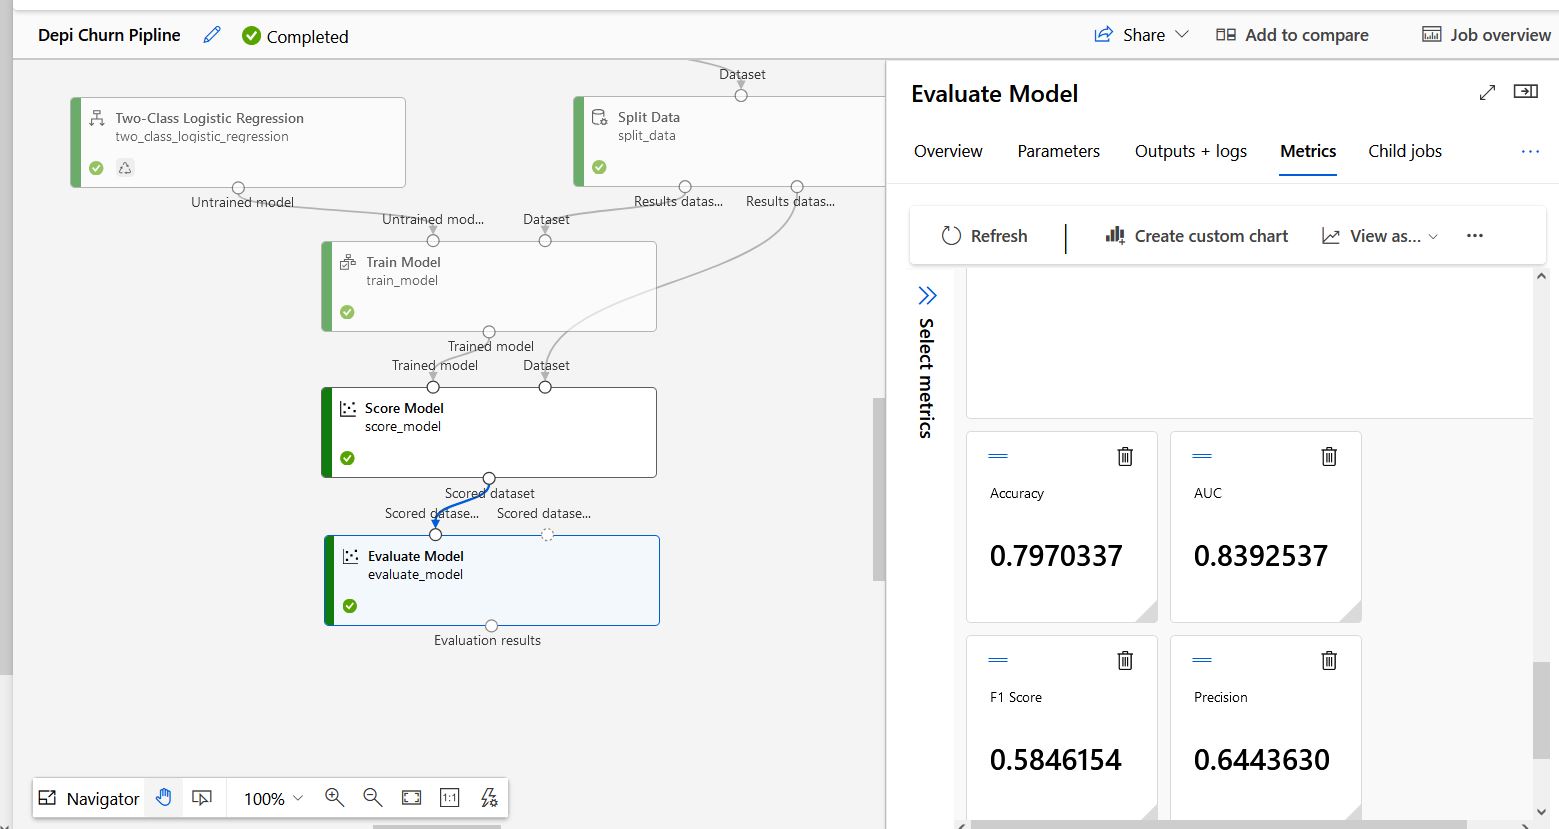 Depi Churn Pipline
Completed
Share
Add to compare
Job overview
Dataset
Two-Class Logistic Regression
two_class_logistic_regression
Split Data
split_data
Untrained model
Results datas...
Results datas...
Untrained mod...
Dataset
Train Model
train_model
Trained model
Trained model
Dataset
Score Model
score_model
Scored dataset
Scored datase...
Scored datase...
Evaluate Model
evaluate_model
Evaluation results
Navigator
100%
1:1
Evaluate Model
Overview
Parameters
Outputs + logs
Metrics
Child jobs
Refresh
Create custom chart
View as...
Select metrics
Accuracy
0.7970337
AUC
0.8392537
F1 Score
0.5846154
Precision
0.6443630